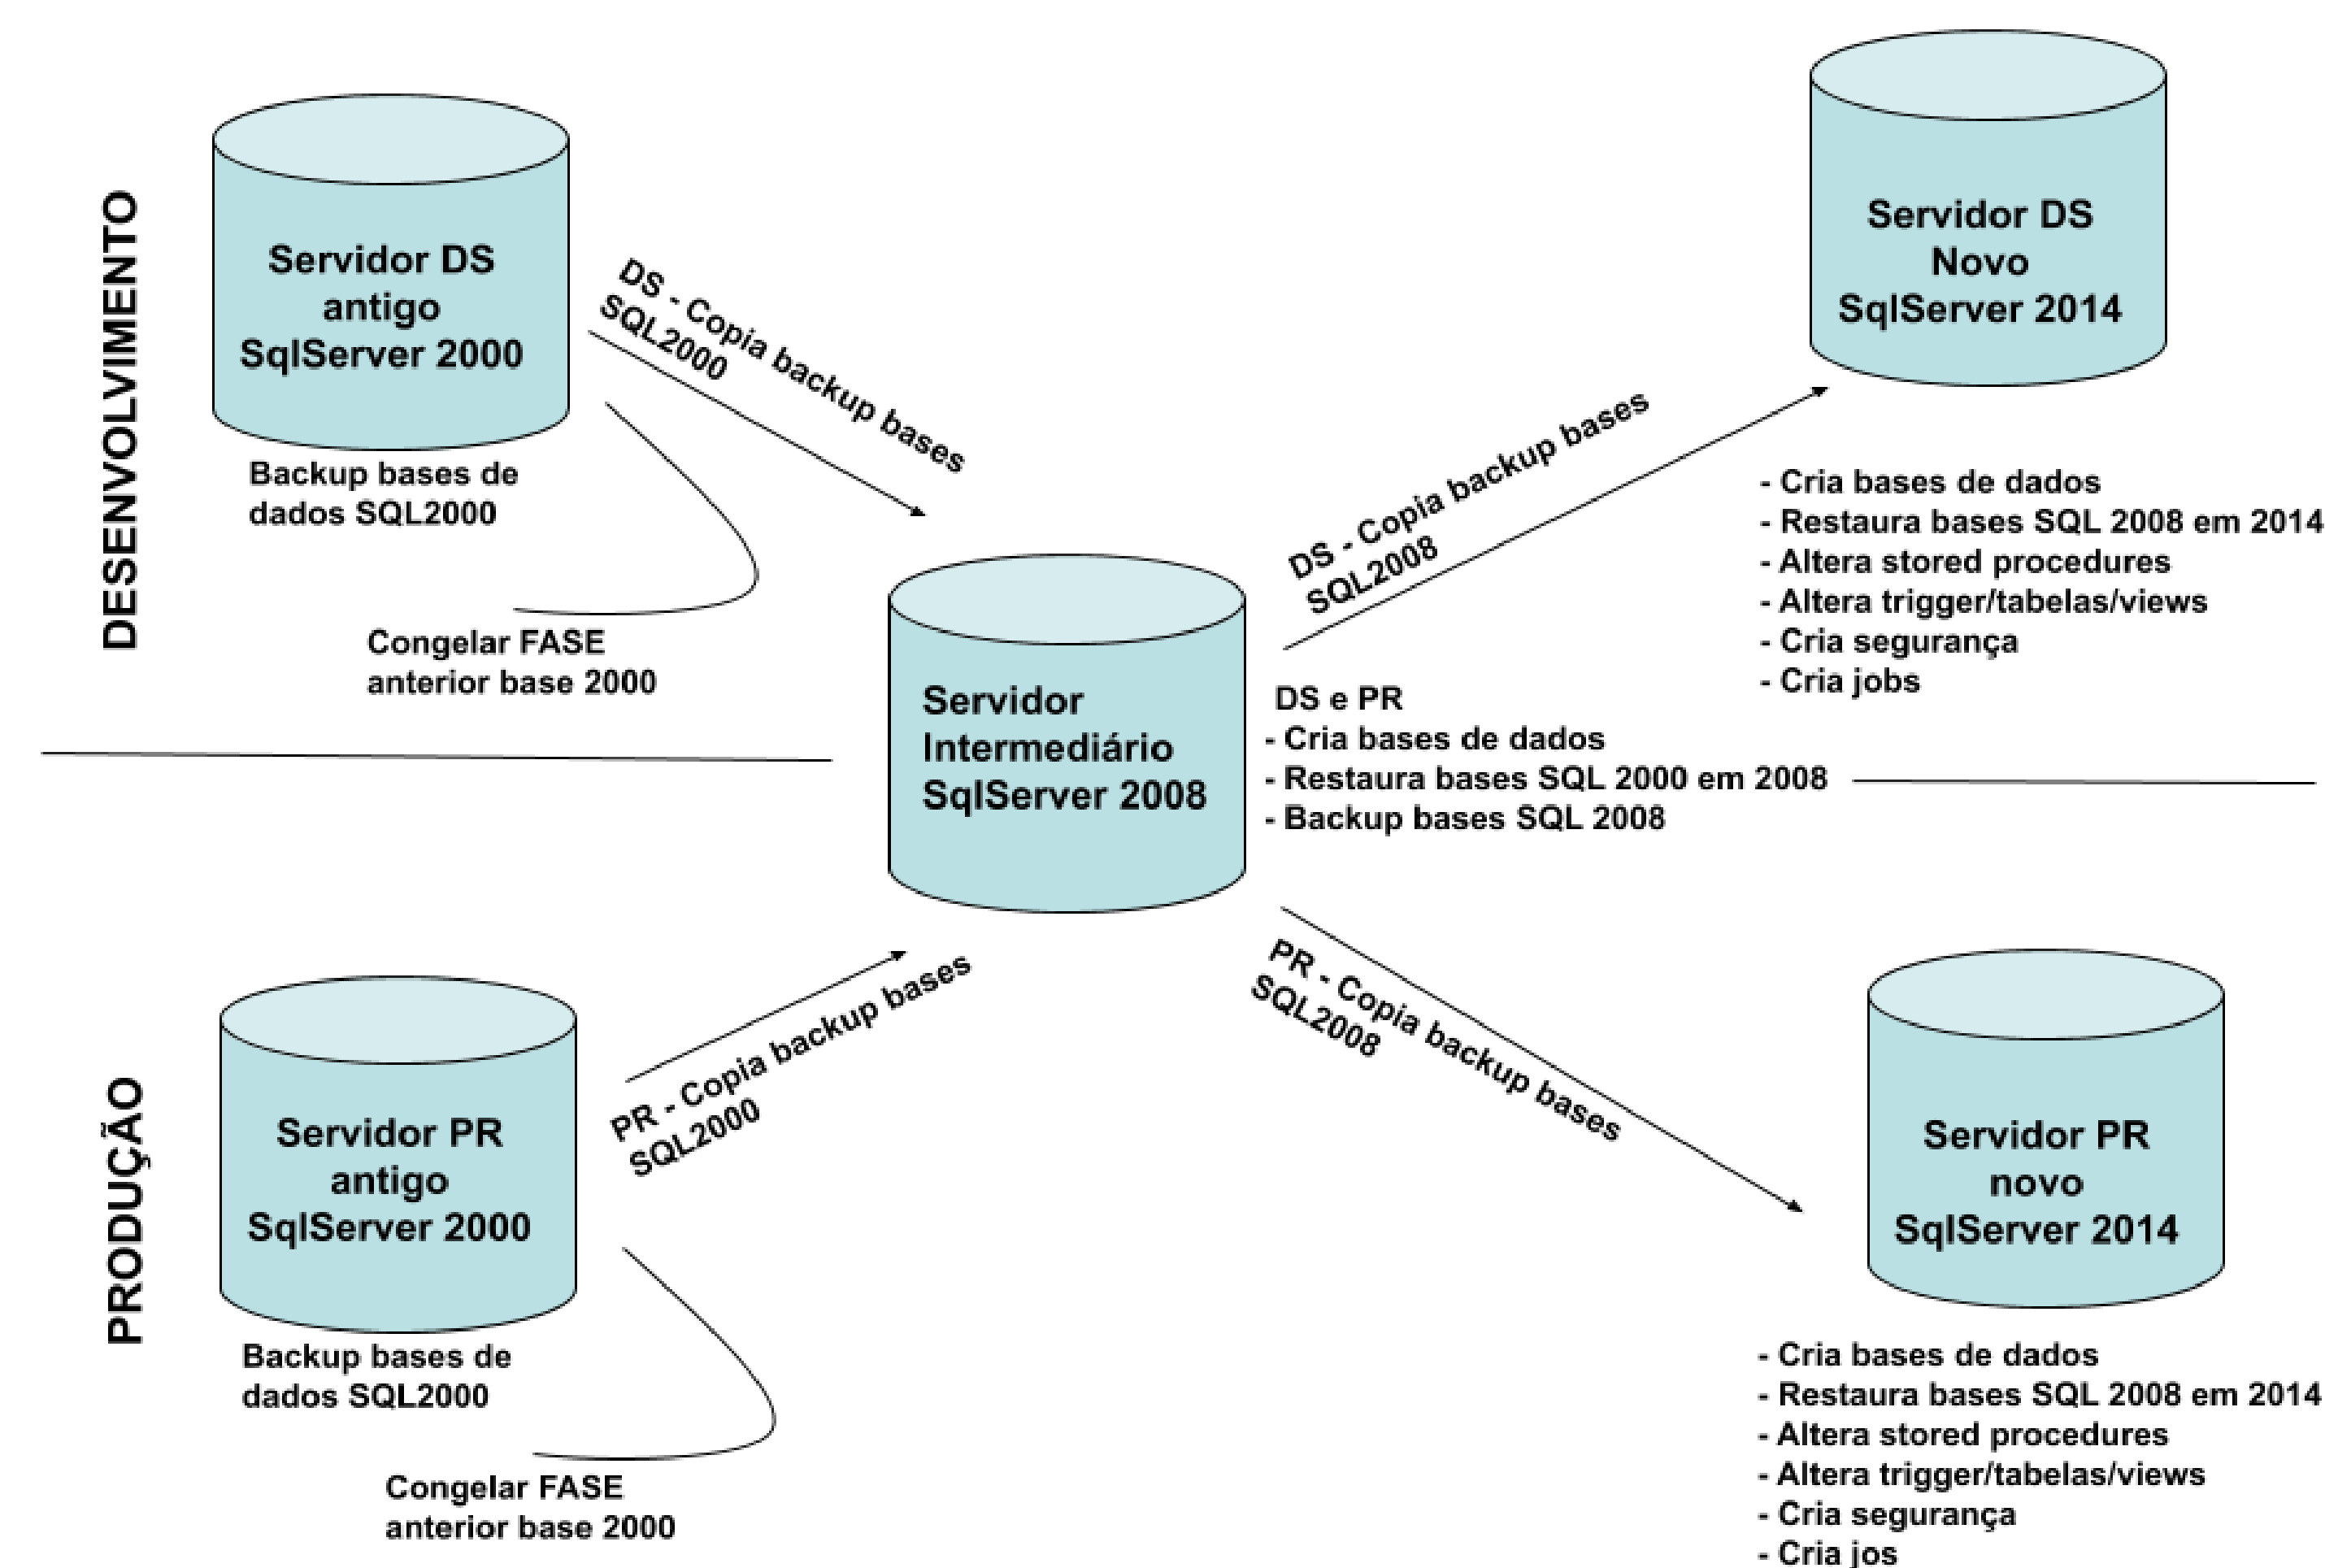 DESENVOLVIMENTO
Servidor DS
antigo
SqlServer 2000
Backup bases de
dados SQL2000
Congelar FASE
anterior base 2000
DS - Copia backup bases
SQL2000
Servidor
Intermediário
SqlServer 2008
DS - Copia backup bases
SQL2008
DS e PR
- Cria bases de dados
- Restaura bases SQL 2000 em 2008
- Backup bases SQL 2008
Servidor DS
Novo
SqlServer 2014
- Cria bases de dados
- Restaura bases SQL 2008 em 2014
- Altera stored procedures
- Altera trigger/tabelas/views
- Cria segurança
- Cria jobs
PRODUÇÃO
Servidor PR
antigo
SqlServer 2000
Backup bases de
dados SQL2000
Congelar FASE
anterior base 2000
PR - Copia backup bases
SQL2000
PR - Copia backup bases
SQL2008
Servidor PR
novo
SqlServer 2014
- Cria bases de dados
- Restaura bases SQL 2008 em 2014
- Altera stored procedures
- Altera trigger/tabelas/views
- Cria segurança
- Cria jos